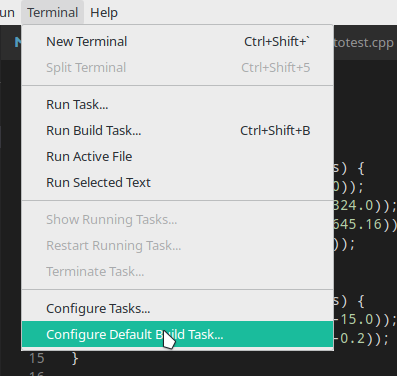 un Terminal Help
New Terminal Ctrl+Shift+`
totest.cpp
Split Terminal Ctrl+Shift+5
Run Task...
Run Build Task... Ctrl+Shift+B
Run Active File
s) {
Run Selected Text
0));
324.0));
Show Running Tasks...
645.16))
Restart Running Task...
));
Terminate Task...
Configure Tasks...
s) {
-15.0));
Configure Default Build Task...
-0.2));
15 }
16